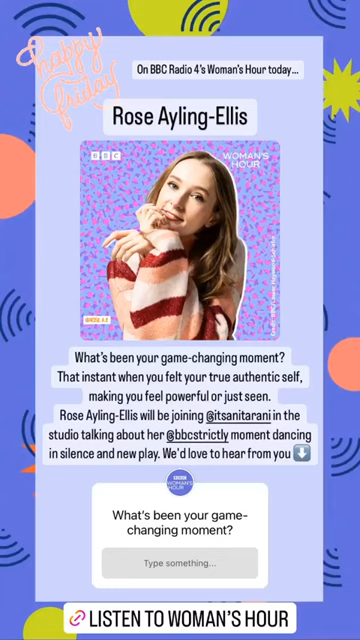 happy
friday
On BBC Radio 4's Woman's Hour today...
Rose Ayling-Ellis
BBC
WOMAN'S
HOUR
What's been your game-changing moment?
That instant when you felt your true authentic self,
making you feel powerful or just seen.
Rose Ayling-Ellis will be joining @itsanitarani in the
studio talking about her @bbcstrictly moment dancing
in silence and new play. We'd love to hear from you ⬇️
BBC
WOMAN'S
HOUR
What's been your game-
changing moment?
Type something...
LISTEN TO WOMAN'S HOUR